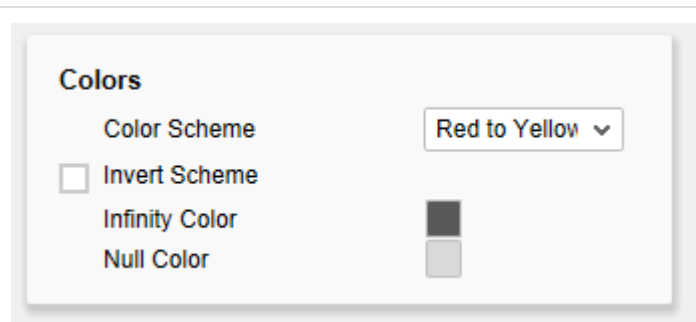 Colors
Color Scheme Red to Yellow
Invert Scheme
Infinity Color
Null Color